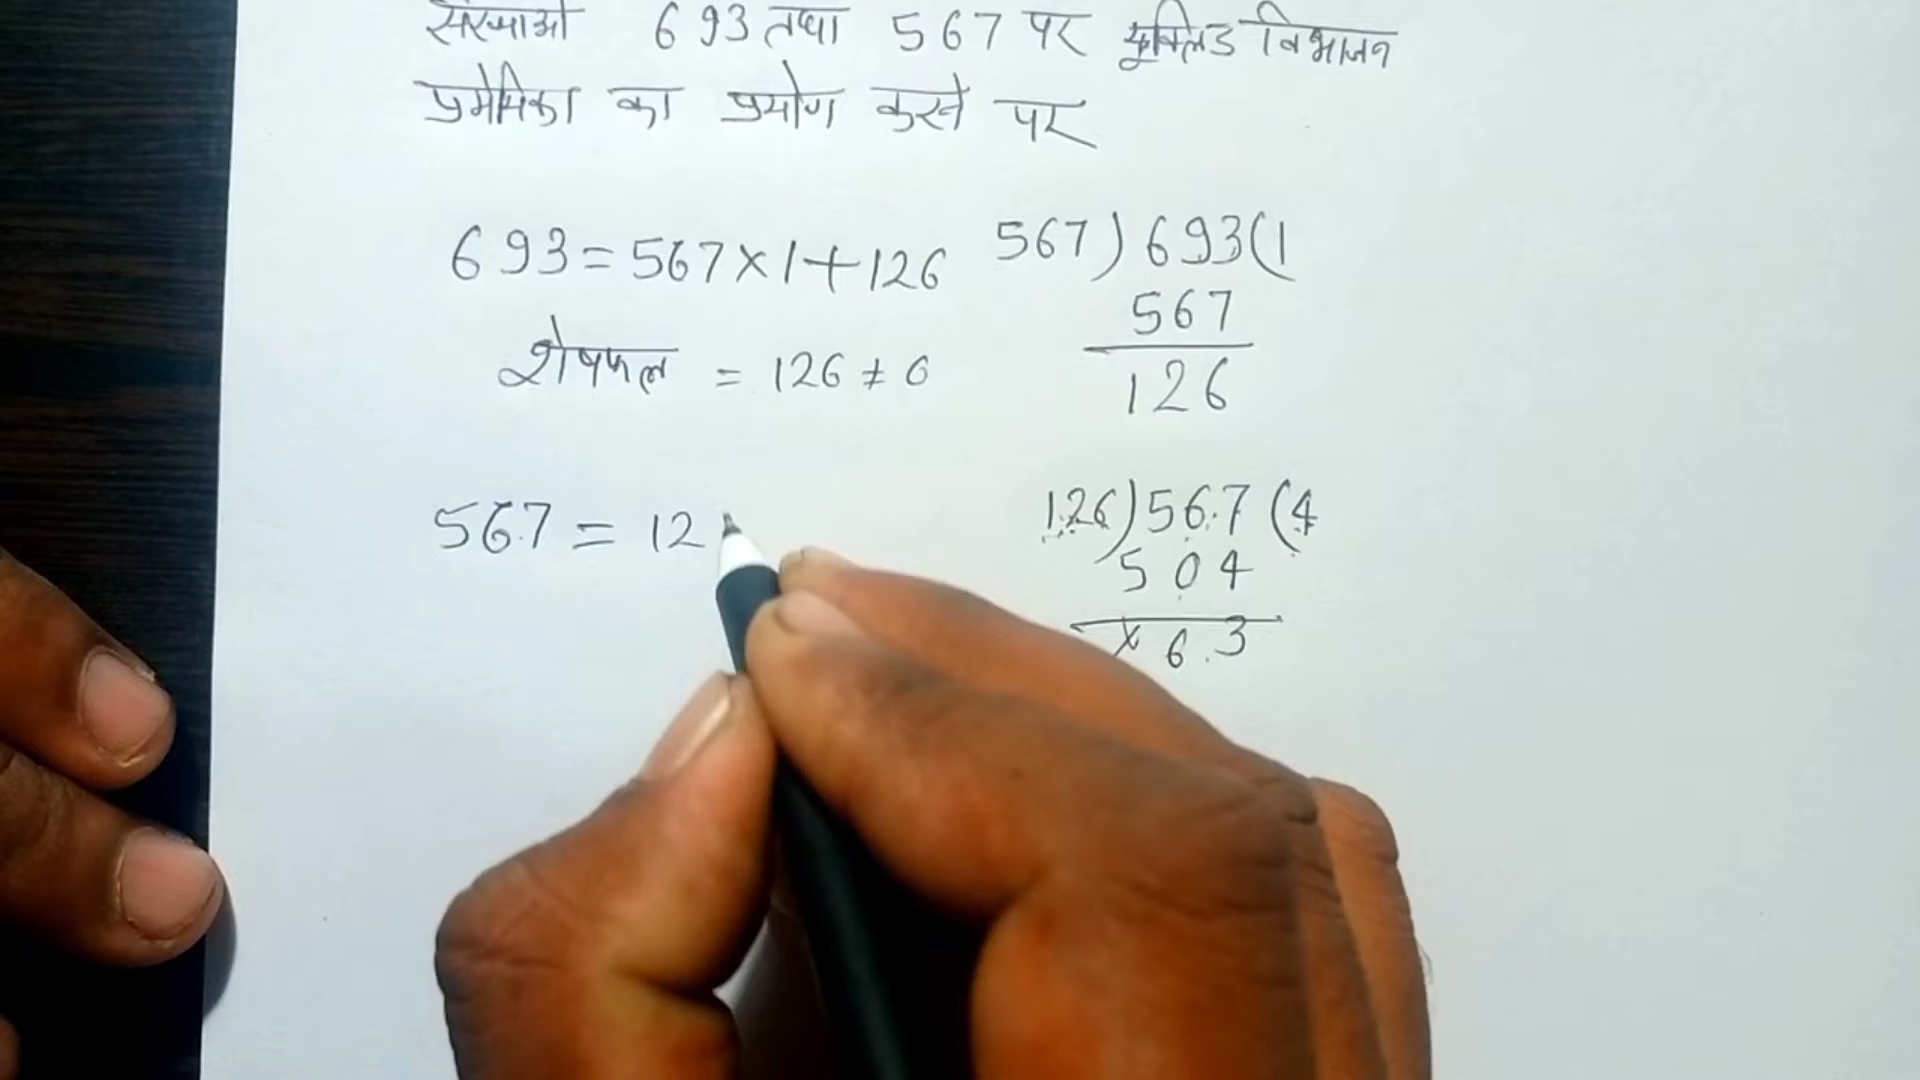 संख्याओं 693 तथा 567 पर यूक्लिड विभाजन
प्रमेयिका का प्रयोग करने पर
693 = 567 × 1 + 126
शेषफल = 126 ≠ 0
567 ) 693 ( 1
567
126
567 = 12
126 ) 567 ( 4
504
× 63